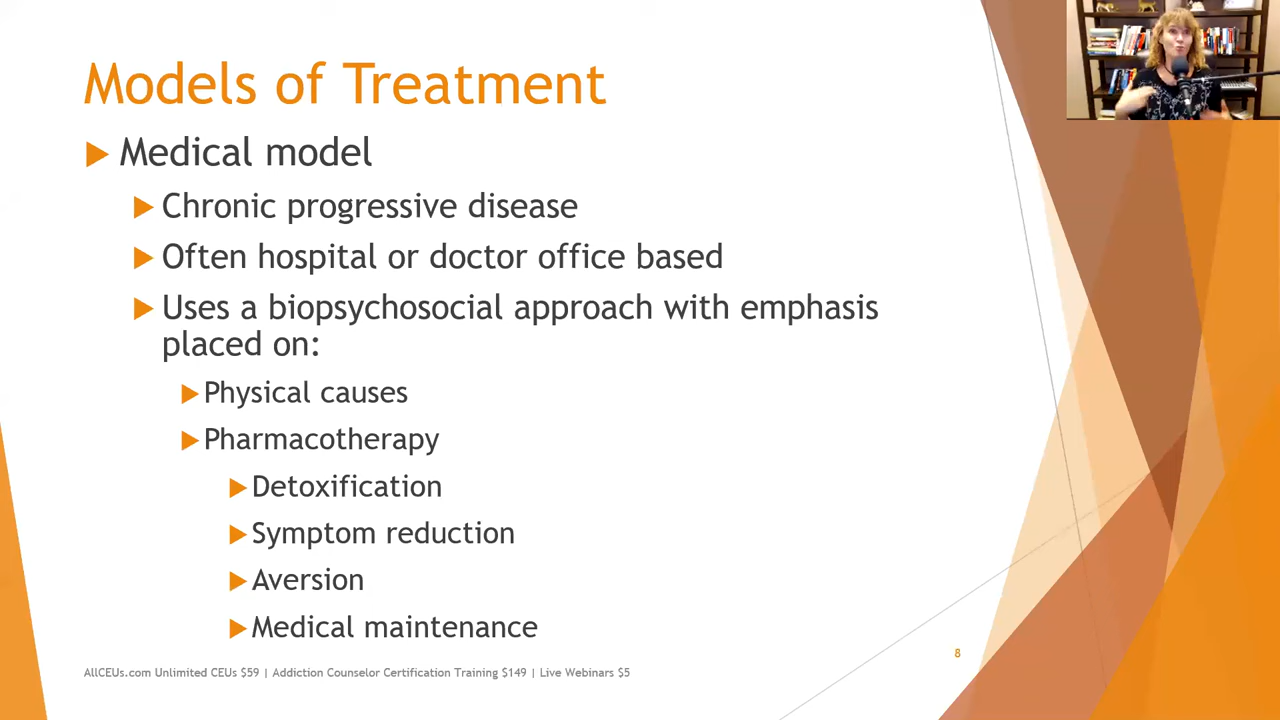 Models of Treatment
Medical model
Chronic progressive disease
Often hospital or doctor office based
Uses a biopsychosocial approach with emphasis
placed on:
Physical causes
Pharmacotherapy
Detoxification
Symptom reduction
Aversion
Medical maintenance
8
AllCEUs.com Unlimited CEUs $59 | Addiction Counselor Certification Training $149 | Live Webinars $5